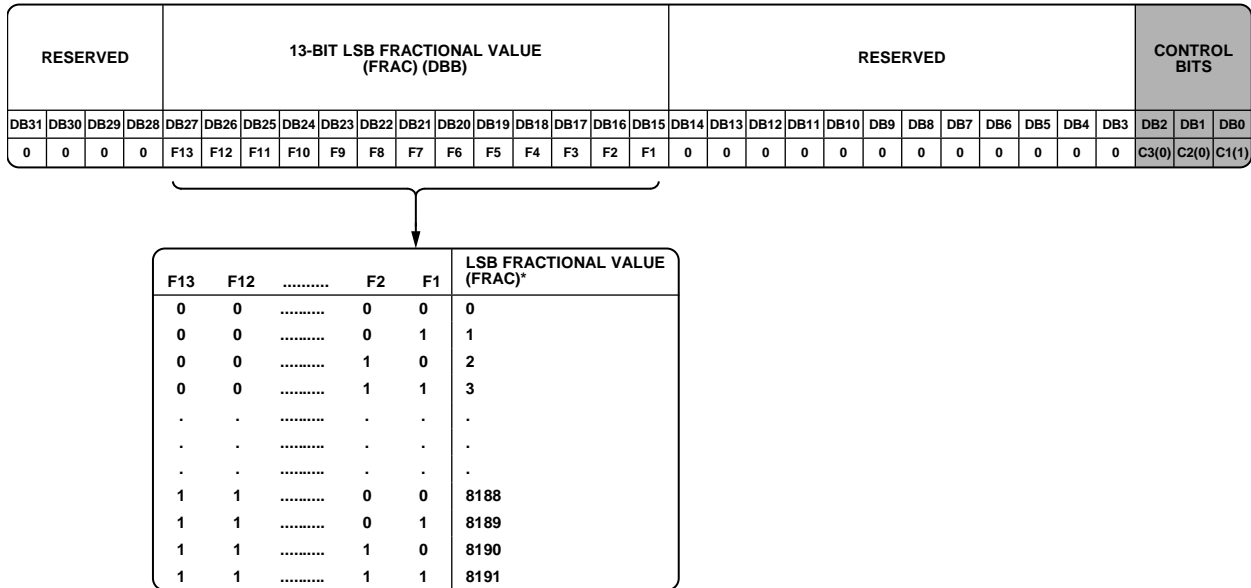 RESERVED
13-BIT LSB FRACTIONAL VALUE
(FRAC) (DBB)
RESERVED
CONTROL
BITS
DB31 DB30 DB29 DB28 DB27 DB26 DB25 DB24 DB23 DB22 DB21 DB20 DB19 DB18 DB17 DB16 DB15 DB14 DB13 DB12 DB11 DB10 DB9 DB8 DB7 DB6 DB5 DB4 DB3 DB2 DB1 DB0
0 0 0 0 F13 F12 F11 F10 F9 F8 F7 F6 F5 F4 F3 F2 F1 0 0 0 0 0 0 0 0 0 0 0 0 C3(0) C2(0) C1(1)
F13 F12 .......... F2 F1 LSB FRACTIONAL VALUE
(FRAC)*
0 0 .......... 0 0 0
0 0 .......... 0 1 1
0 0 .......... 1 0 2
0 0 .......... 1 1 3
. . .......... . . .
. . .......... . . .
. . .......... . . .
1 1 .......... 0 0 8188
1 1 .......... 0 1 8189
1 1 .......... 1 0 8190
1 1 .......... 1 1 8191